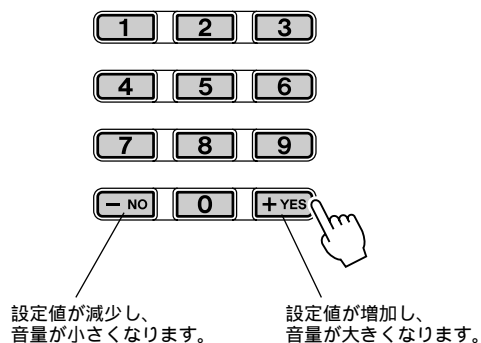 1 2 3
4 5 6
7 8 9
− NO 0 + YES
設定値が減少し、
音量が小さくなります。
設定値が増加し、
音量が大きくなります。